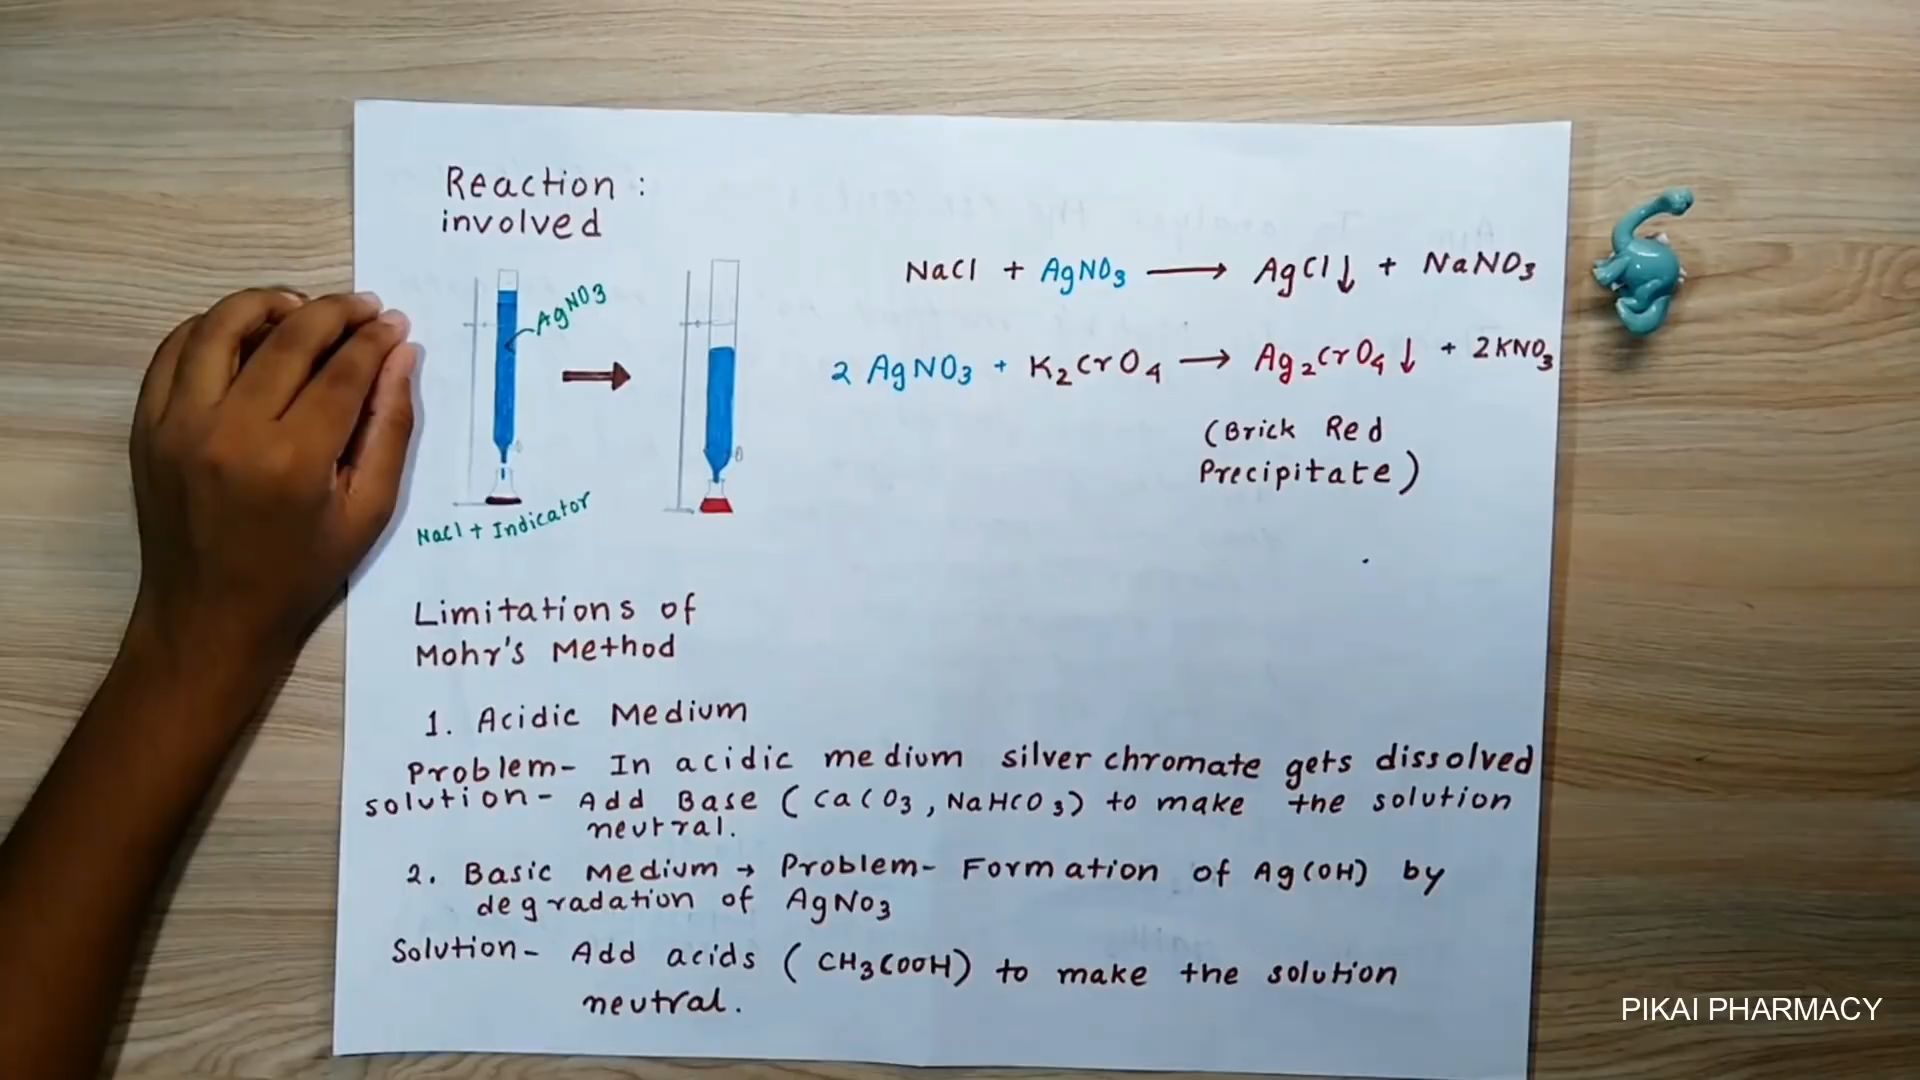 Reaction :
involved
AgNO3
NaCl + Indicator
NaCl + AgNO3 ⟶ AgCl↓ + NaNO3
2 AgNO3 + K2CrO4 ⟶ Ag2CrO4↓ + 2KNO3
(Brick Red
Precipitate)
Limitations of
Mohr's Method
1. Acidic Medium
Problem- In acidic medium silver chromate gets dissolved
Solution- Add Base (CaCO3, NaHCO3) to make the solution
neutral.
2. Basic Medium → Problem- Formation of Ag(OH) by
degradation of AgNO3
Solution- Add acids (CH3COOH) to make the solution
neutral.
PIKAI PHARMACY